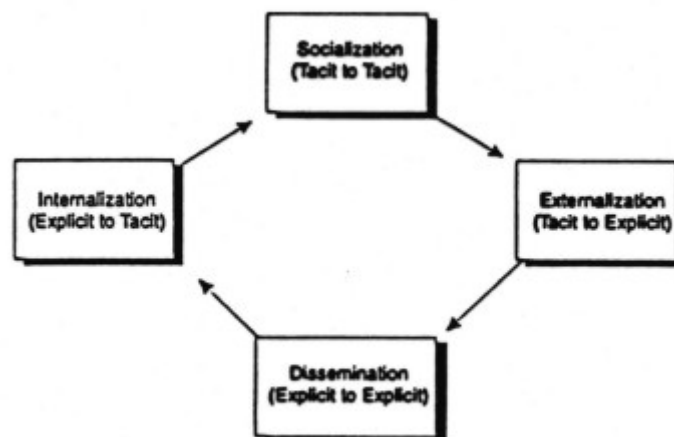 Socialization
(Tacit to Tacit)
Internalization
(Explicit to Tacit)
Externalization
(Tacit to Explicit)
Dissemination
(Explicit to Explicit)